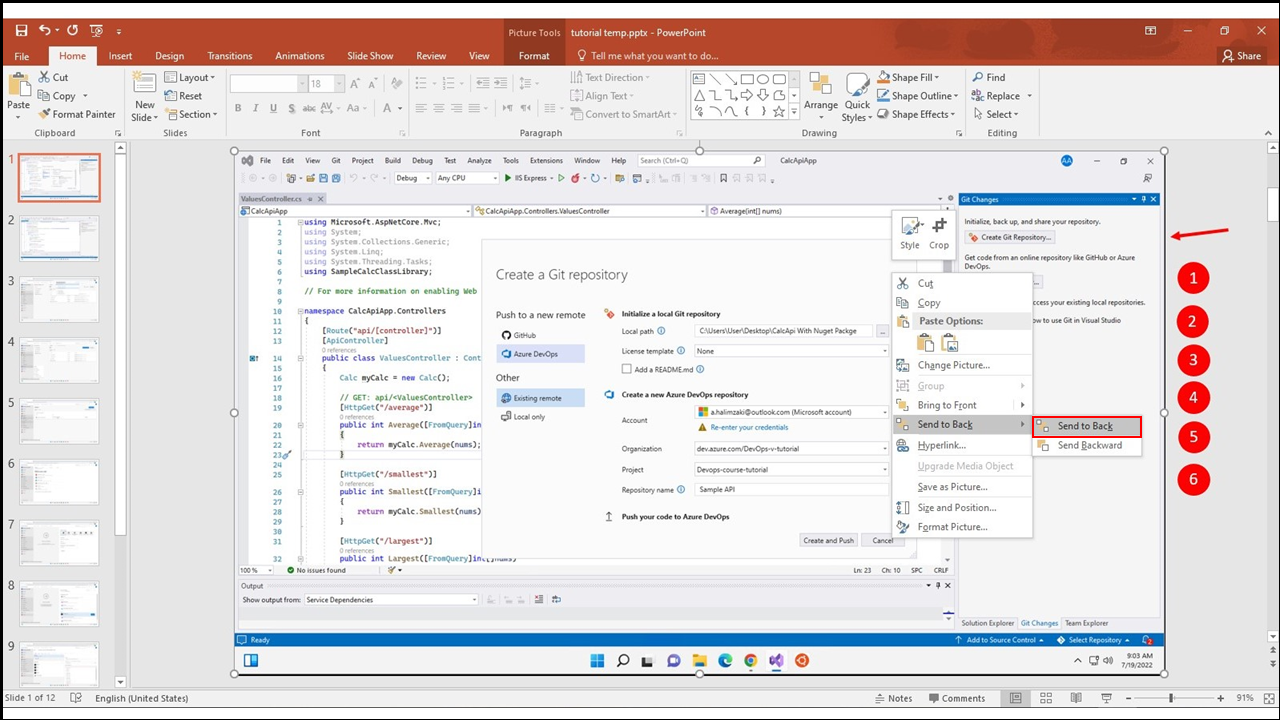 Picture Tools
tutorial temp.pptx - PowerPoint
File Home Insert Design Transitions Animations Slide Show Review View Format Tell me what you want to do... Share
Paste
Cut
Copy
Format Painter
Clipboard
New Slide
Layout
Reset
Section
Slides
18
B I U S abc AV Aa A
Font
Text Direction
Align Text
Convert to SmartArt
Paragraph
Arrange
Quick Styles
Shape Fill
Shape Outline
Shape Effects
Drawing
Find
Replace
Select
Editing
1
2
3
4
5
6
7
8
9
File Edit View Git Project Build Debug Test Analyze Tools Extensions Window Help Search (Ctrl+Q) CalcApiApp AA
Debug Any CPU IIS Express
ValuesController.cs
CalcApiApp CalcApiApp.Controllers.ValuesController Average(int[] nums)
1 using Microsoft.AspNetCore.Mvc;
2 using System;
3 using System.Collections.Generic;
4 using System.Linq;
5 using System.Threading.Tasks;
6 using SampleCalcClassLibrary;
7
8 // For more information on enabling Web
9
10 namespace CalcApiApp.Controllers
11 {
12 [Route("api/[controller]")]
13 [ApiController]
0 references
14 public class ValuesController : Cont
15 {
16 Calc myCalc = new Calc();
17
18 // GET: api/<ValuesController>
19 [HttpGet("/average")]
0 references
20 public int Average([FromQuery]in
21 {
22 return myCalc.Average(nums);
23
24
25 [HttpGet("/smallest")]
0 references
26 public int Smallest([FromQuery]i
27 {
28 return myCalc.Smallest(nums)
29 }
30
31 [HttpGet("/largest")]
0 references
32 public int Largest([FromQuery]int[]nums)
100 % No issues found Ln: 23 Ch: 10 SPC CRLF
Output
Show output from: Service Dependencies
Create a Git repository
Push to a new remote
GitHub
Azure DevOps
Other
Existing remote
Local only
Initialize a local Git repository
Local path C:\Users\User\Desktop\CalcApi With Nuget Packge ...
License template None
Add a README.md
Create a new Azure DevOps repository
Account a.halimzaki@outlook.com (Microsoft account)
Re-enter your credentials
Organization dev.azure.com/DevOps-v-tutorial
Project Devops-course-tutorial
Repository name Sample API
Push your code to Azure DevOps
Create and Push Cancel
Style Crop
Cut
Copy
Paste Options:
Change Picture...
Group
Bring to Front
Send to Back
Hyperlink...
Upgrade Media Object
Save as Picture...
Size and Position...
Format Picture...
Send to Back
Send Backward
Git Changes
Initialize, back up, and share your repository.
Create Git Repository...
Get code from an online repository like GitHub or Azure
DevOps.
...
ccess your existing local repositories.
ow to use Git in Visual Studio
Solution Explorer Git Changes Team Explorer
Ready Add to Source Control Select Repository 2
9:03 AM
7/19/2022
1
2
3
4
5
6
Slide 1 of 12 English (United States) Notes Comments 91%